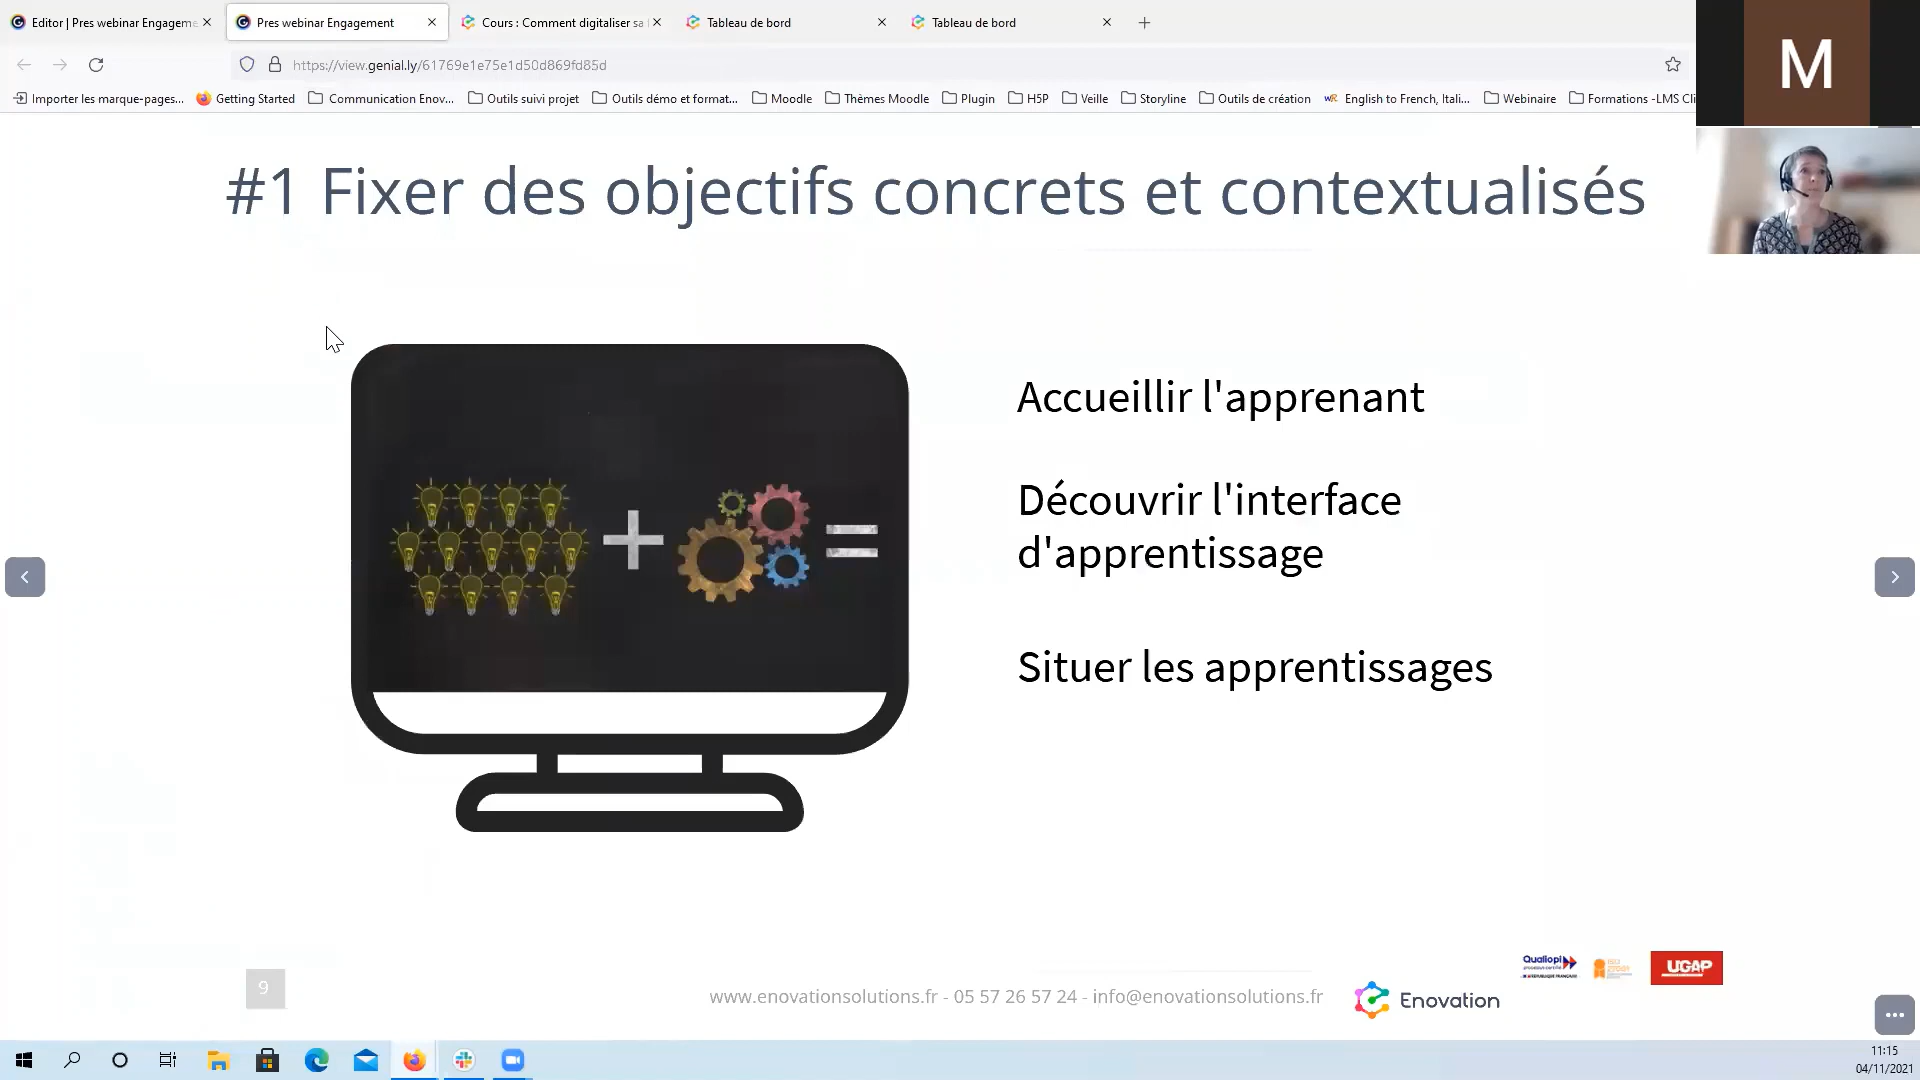 Editor | Pres webinar Engagem
Pres webinar Engagement
Cours : Comment digitaliser sa
Tableau de bord
Tableau de bord
https://view.genial.ly/61769e1e75e1d50d869fd85d
Importer les marque-pages...
Getting Started
Communication Enov...
Outils suivi projet
Outils démo et format...
Moodle
Thèmes Moodle
Plugin
H5P
Veille
Storyline
Outils de création
English to French, Itali...
Webinaire
Formations -LMS Cli
M
#1 Fixer des objectifs concrets et contextualisés
Accueillir l'apprenant
Découvrir l'interface
d'apprentissage
Situer les apprentissages
9
www.enovationsolutions.fr - 05 57 26 57 24 - info@enovationsolutions.fr
Enovation
Qualiopi
UGAP
11:15
04/11/2021